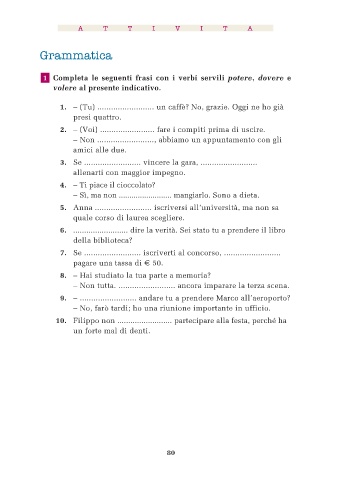 A T T I V I T A
Grammatica
1 Completa le seguenti frasi con i verbi servili potere, dovere e
volere al presente indicativo.
1. – (Tu) ......................... un caffè? No, grazie. Oggi ne ho già
presi quattro.
2. – (Voi) ........................ fare i compiti prima di uscire.
– Non ........................., abbiamo un appuntamento con gli
amici alle due.
3. Se ......................... vincere la gara, .........................
allenarti con maggior impegno.
4. – Ti piace il cioccolato?
– Sì, ma non ......................... mangiarlo. Sono a dieta.
5. Anna ......................... iscriversi all'università, ma non sa
quale corso di laurea scegliere.
6. ......................... dire la verità. Sei stato tu a prendere il libro
della biblioteca?
7. Se ......................... iscriverti al concorso, .........................
pagare una tassa di € 50.
8. – Hai studiato la tua parte a memoria?
– Non tutta. ......................... ancora imparare la terza scena.
9. – ......................... andare tu a prendere Marco all'aeroporto?
– No, farò tardi; ho una riunione importante in ufficio.
10. Filippo non ......................... partecipare alla festa, perché ha
un forte mal di denti.
80